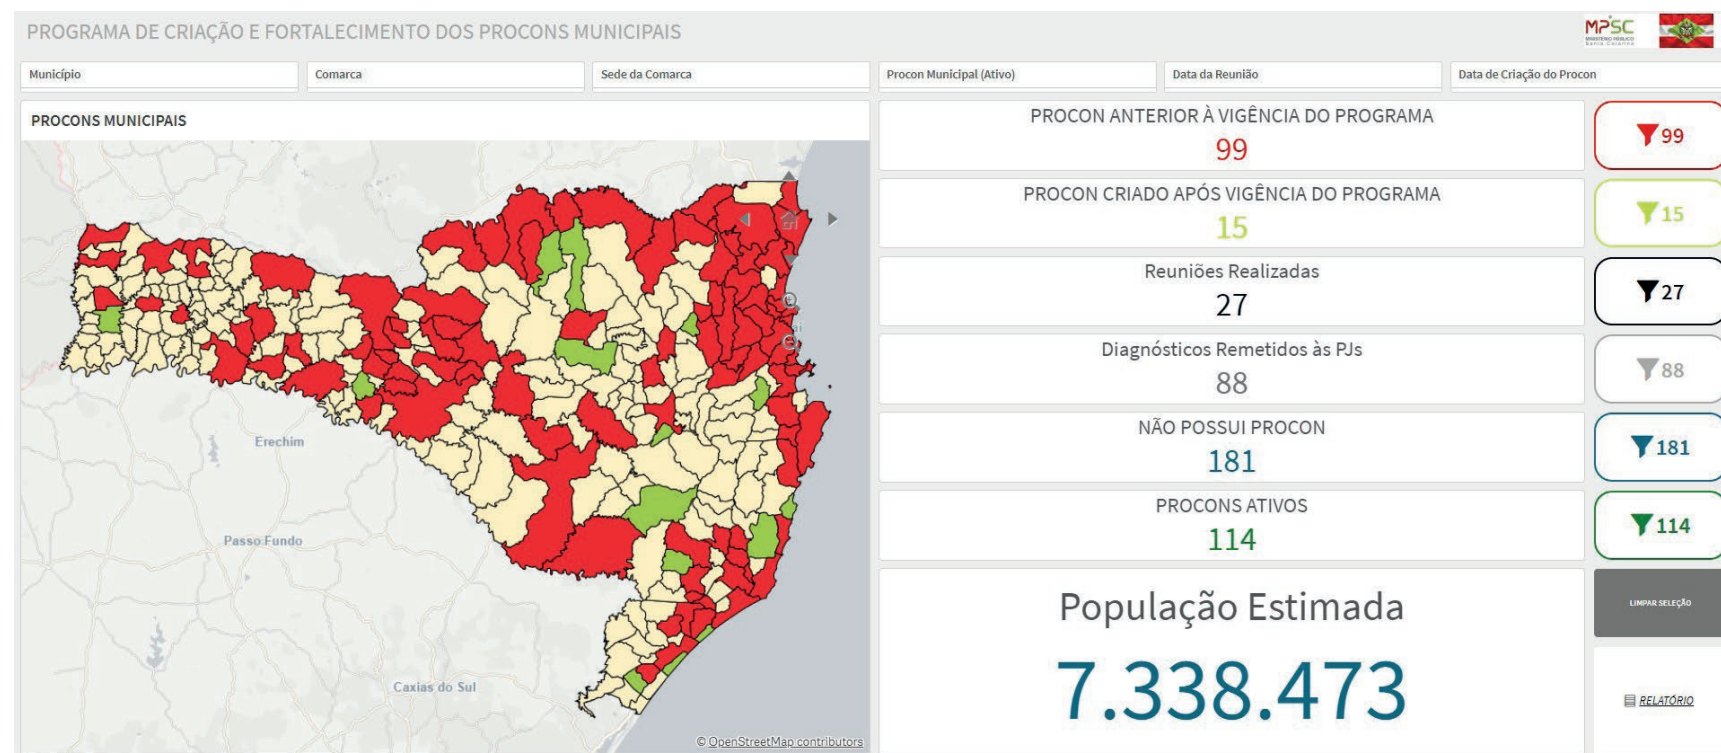 PROGRAMA DE CRIAÇÃO E FORTALECIMENTO DOS PROCONS MUNICIPAIS
MPSC
MINISTÉRIO PÚBLICO
Santa Catarina
Município
Comarca
Sede da Comarca
Procon Municipal (Ativo)
Data da Reunião
Data de Criação do Procon
PROCONS MUNICIPAIS
Erechim
Passo Fundo
Caxias do Sul
© OpenStreetMap contributors
PROCON ANTERIOR À VIGÊNCIA DO PROGRAMA
99
99
PROCON CRIADO APÓS VIGÊNCIA DO PROGRAMA
15
15
Reuniões Realizadas
27
27
Diagnósticos Remetidos às PJs
88
88
NÃO POSSUI PROCON
181
181
PROCONS ATIVOS
114
114
População Estimada
7.338.473
LIMPAR SELEÇÃO
RELATÓRIO